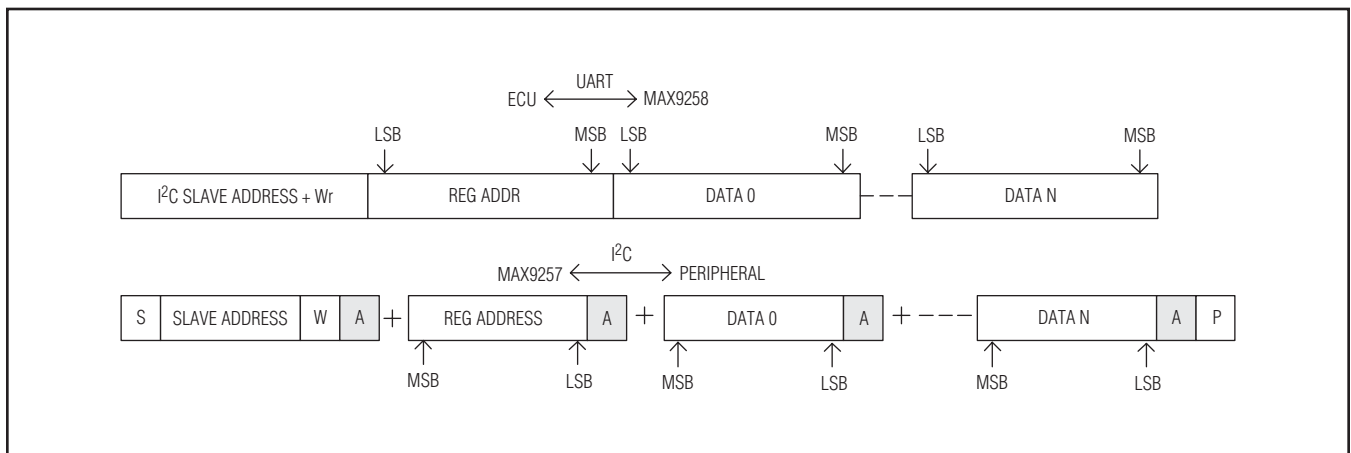 UART
ECU MAX9258
LSB MSB LSB MSB LSB MSB
I²C SLAVE ADDRESS + Wr REG ADDR DATA 0 DATA N
I²C
MAX9257 PERIPHERAL
S SLAVE ADDRESS W A + REG ADDRESS A + DATA 0 A + DATA N A P
MSB LSB MSB LSB MSB LSB